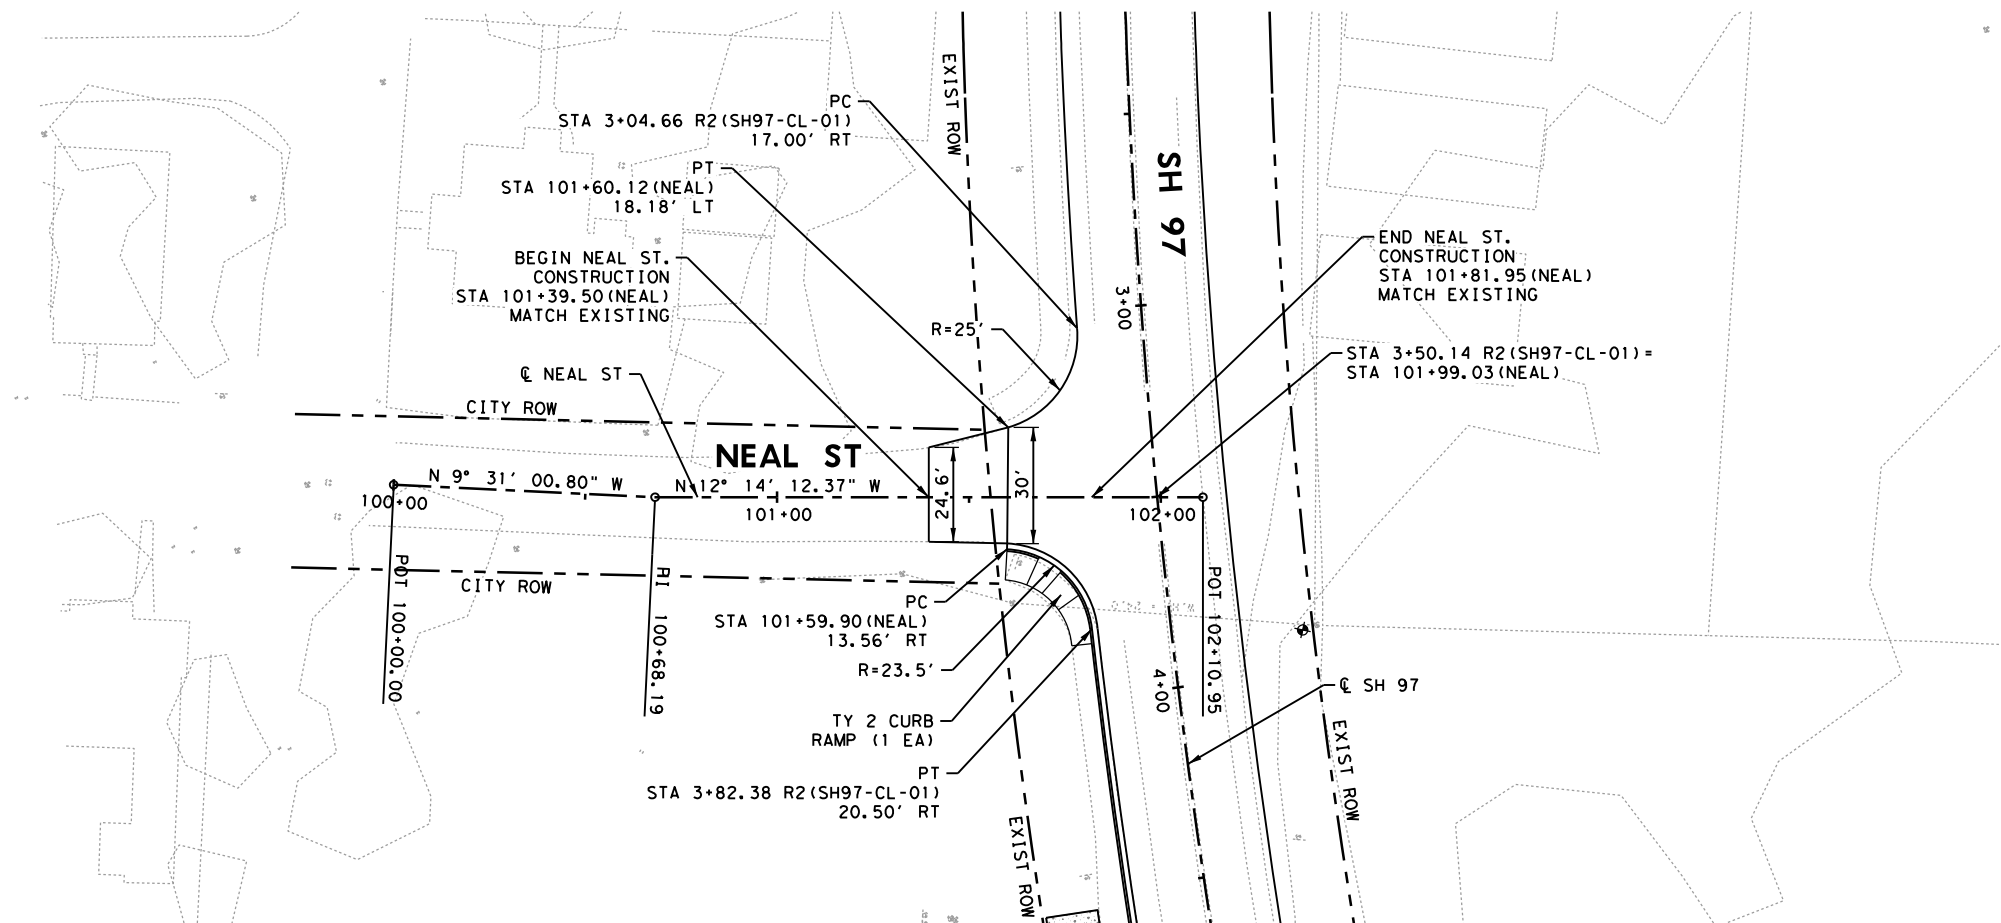 EXIST ROW
PC
STA 3+04.66 R2(SH97-CL-01)
17.00' RT
SH 97
PT
STA 101+60.12(NEAL)
18.18' LT
BEGIN NEAL ST.
CONSTRUCTION
STA 101+39.50(NEAL)
MATCH EXISTING
END NEAL ST.
CONSTRUCTION
STA 101+81.95(NEAL)
MATCH EXISTING
3+00
R=25'
STA 3+50.14 R2(SH97-CL-01)=
STA 101+99.03(NEAL)
℄ NEAL ST
CITY ROW
NEAL ST
N 9° 31' 00.80" W
N 12° 14' 12.37" W
24.6'
30'
100+00
101+00
102+00
POT 100+00.00
CITY ROW
PI 100+68.19
POT 102+10.95
PC
STA 101+59.90(NEAL)
13.56' RT
R=23.5'
4+00
℄ SH 97
TY 2 CURB
RAMP (1 EA)
EXIST ROW
PT
STA 3+82.38 R2(SH97-CL-01)
20.50' RT
EXIST ROW